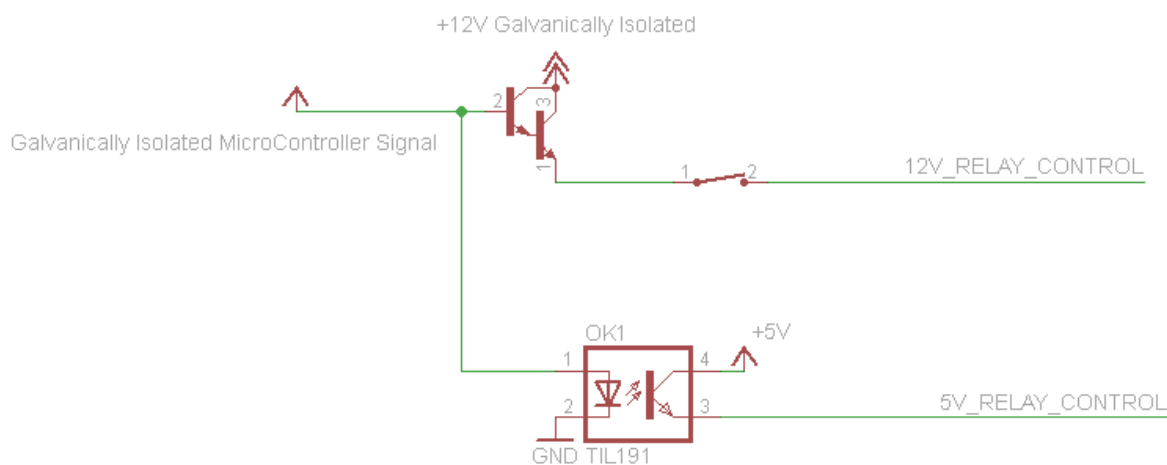 +12V Galvanically Isolated
2
3
Galvanically Isolated MicroController Signal
1
1
2
12V_RELAY_CONTROL
OK1
+5V
1
4
2
3
5V_RELAY_CONTROL
GND TIL191